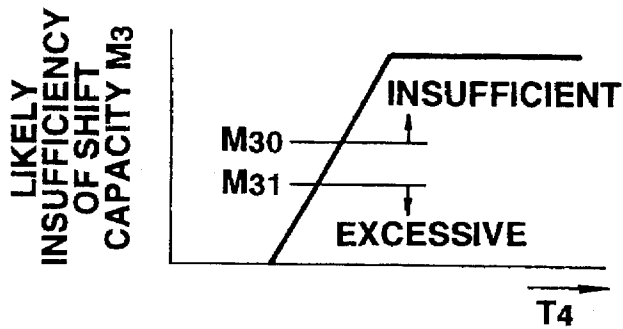 LIKELY
INSUFFICIENCY
OF SHIFT
CAPACITY M3
INSUFFICIENT
M30
M31
EXCESSIVE
T4